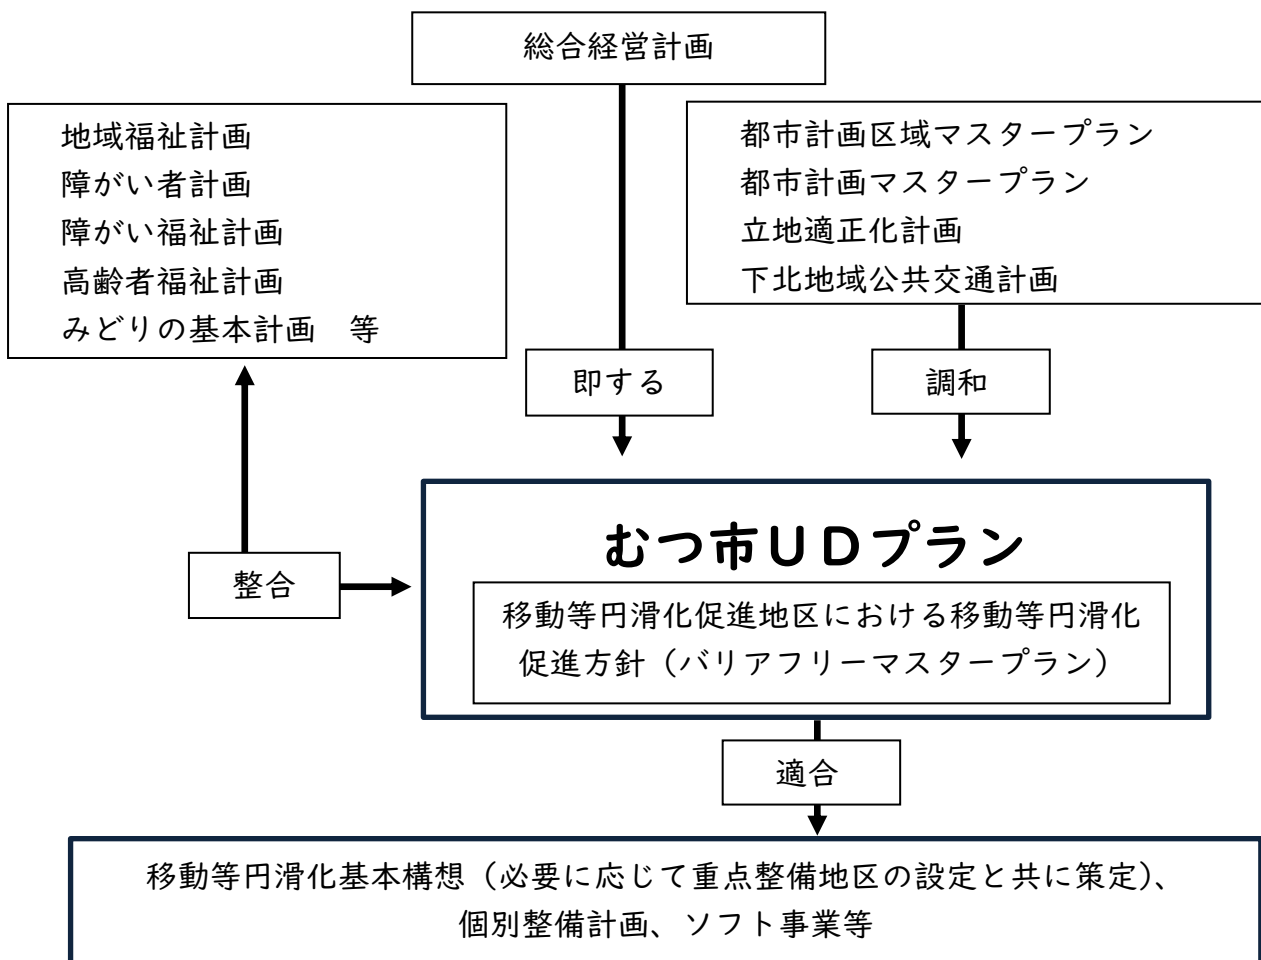 総合経営計画
地域福祉計画
障がい者計画
障がい福祉計画
高齢者福祉計画
みどりの基本計画　等
都市計画区域マスタープラン
都市計画マスタープラン
立地適正化計画
下北地域公共交通計画
即する
調和
整合
むつ市ＵＤプラン
移動等円滑化促進地区における移動等円滑化
促進方針（バリアフリーマスタープラン）
適合
移動等円滑化基本構想（必要に応じて重点整備地区の設定と共に策定）、
個別整備計画、ソフト事業等